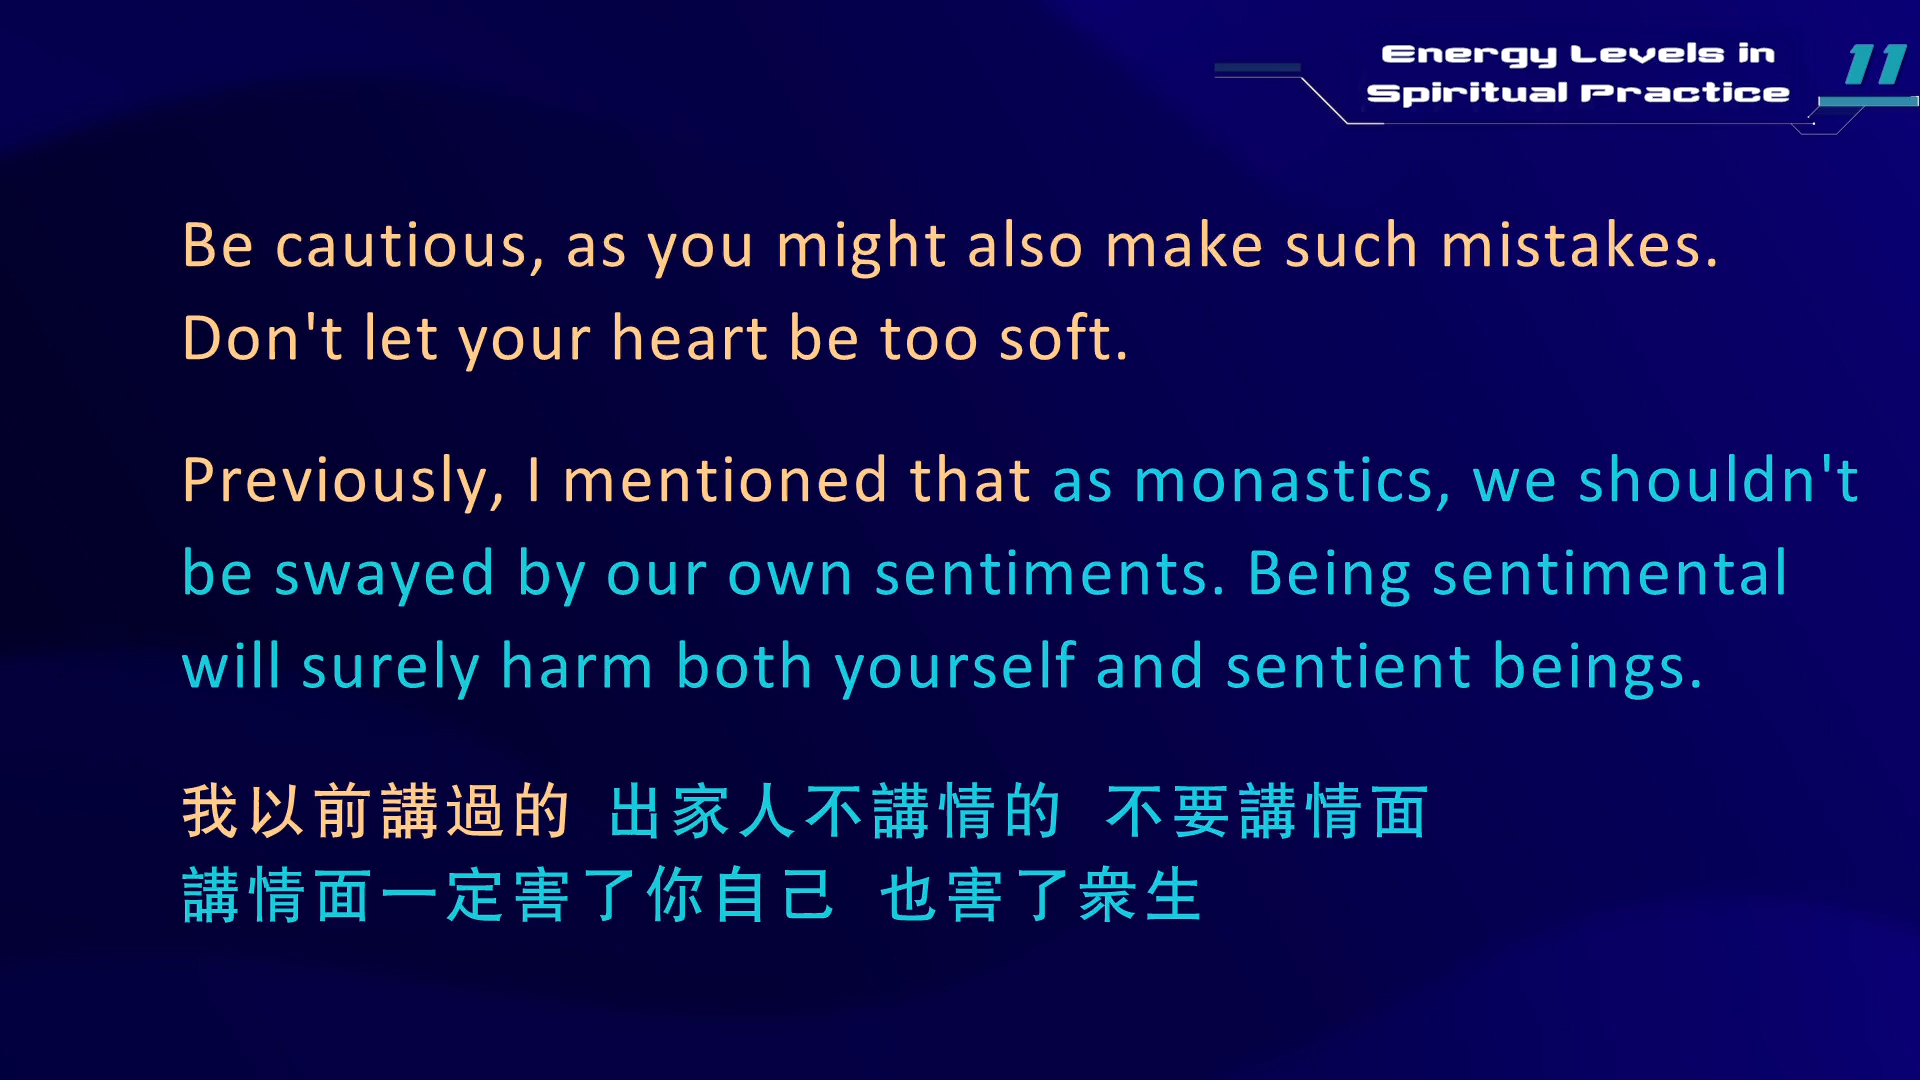 Energy Levels in
Spiritual Practice
11
Be cautious, as you might also make such mistakes.
Don't let your heart be too soft.
Previously, I mentioned that as monastics, we shouldn't
be swayed by our own sentiments. Being sentimental
will surely harm both yourself and sentient beings.
我以前講過的 出家人不講情的 不要講情面
講情面一定害了你自己 也害了眾生